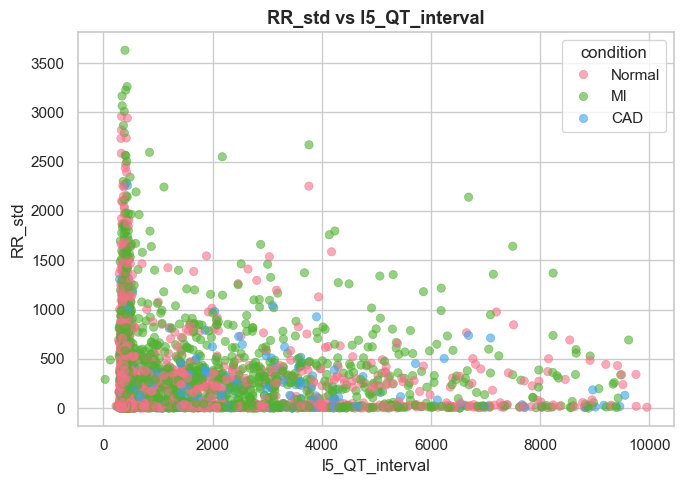 RR_std vs l5_QT_interval
condition
Normal
MI
CAD
3500
3000
2500
2000
1500
1000
500
0
RR_std
0
2000
4000
6000
8000
10000
l5_QT_interval